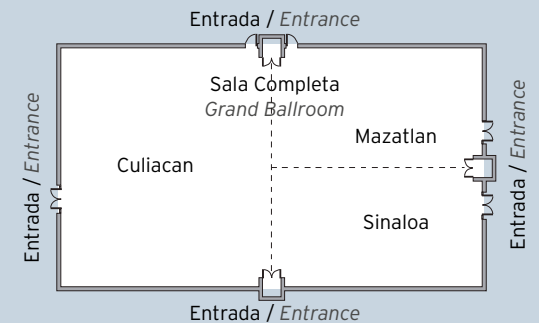 Entrada / Entrance
Sala Completa
Grand Ballroom
Mazatlan
Culiacan
Sinaloa
Entrada / Entrance
Entrada / Entrance
Entrada / Entrance